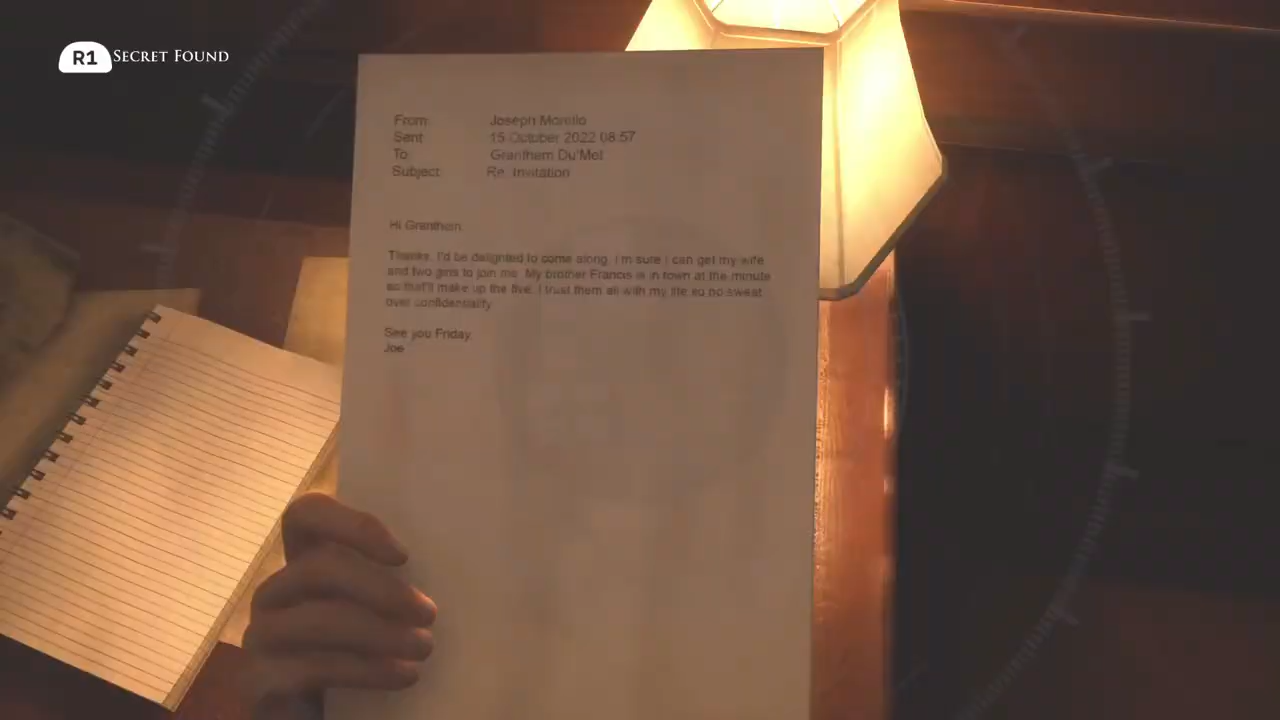 R1 SECRET FOUND
From: Joseph Morello
Sent: 15 October 2022 08:57
To: Granthem Du'Met
Subject: Re: Invitation
Hi Granthem,
Thanks. I'd be delighted to come along. I'm sure I can get my wife
and two girls to join me. My brother Francis is in town at the minute
so that'll make up the five. I trust them all with my life so no sweat
over confidentiality.
See you Friday.
Joe